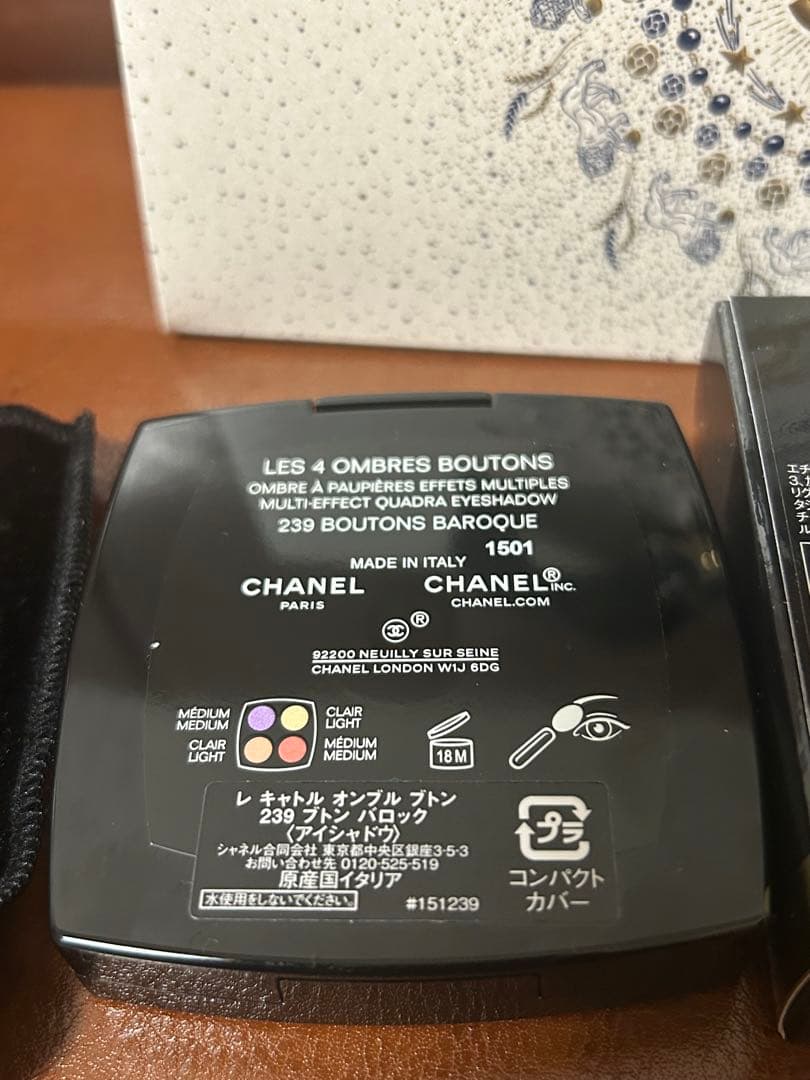 LES 4 OMBRES BOUTONS
OMBRE À PAUPIÈRES EFFETS MULTIPLES
MULTI-EFFECT QUADRA EYESHADOW
239 BOUTONS BAROQUE
1501
MADE IN ITALY
CHANEL CHANEL® INC.
PARIS CHANEL.COM
®
92200 NEUILLY SUR SEINE
CHANEL LONDON W1J 6DG
MÉDIUM CLAIR
MEDIUM LIGHT
CLAIR MÉDIUM
LIGHT MEDIUM
18M
レ キャトル オンブル ブトン
239 ブトン バロック
〈アイシャドウ〉
シャネル合同会社 東京都中央区銀座3-5-3
お問い合わせ先 0120-525-519
原産国イタリア
水使用をしないでください。 #151239
プラ
コンパクト
カバー
エチ